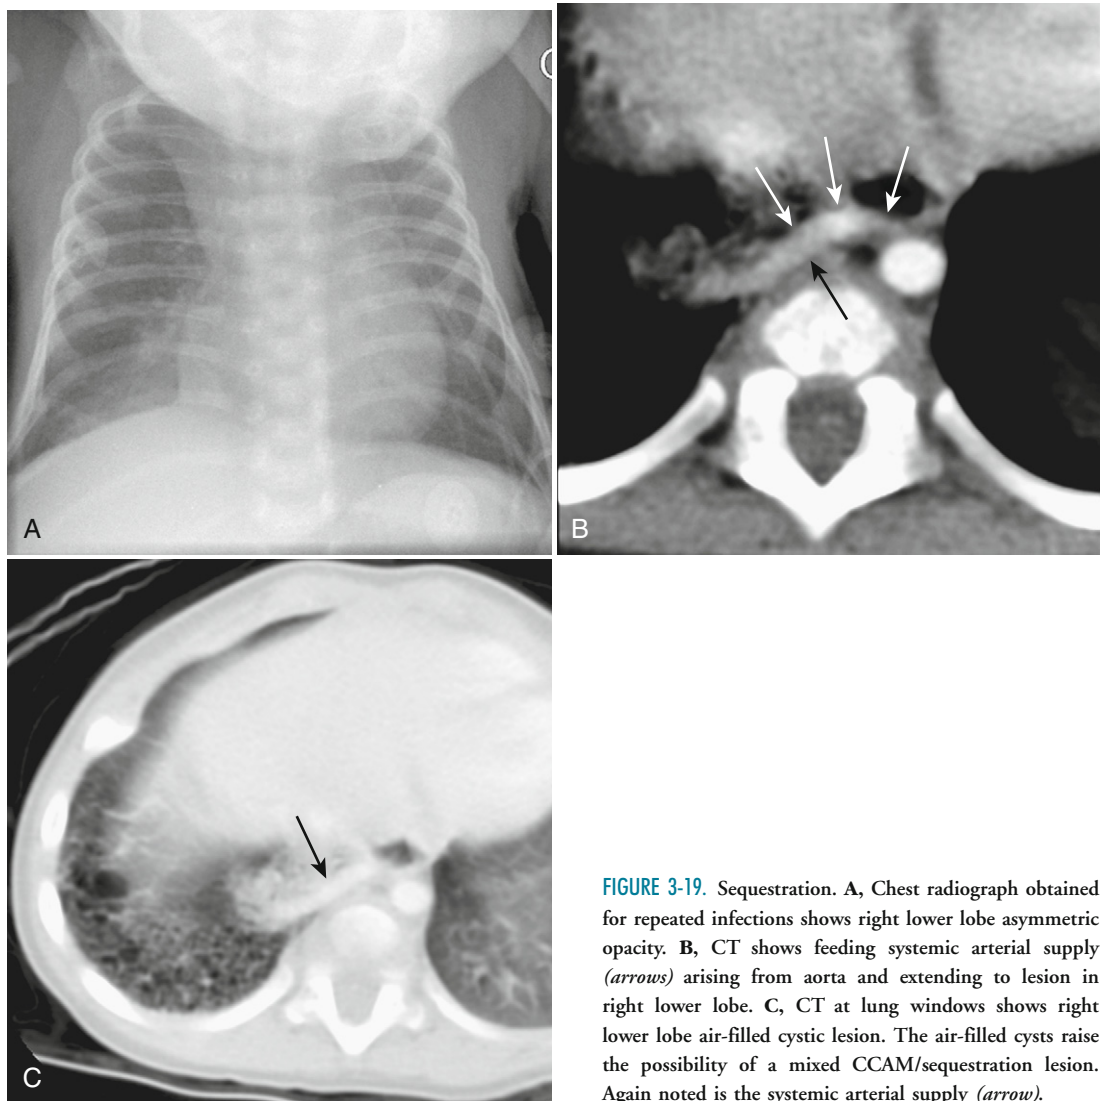 A
B
C
FIGURE 3-19. Sequestration. A, Chest radiograph obtained
for repeated infections shows right lower lobe asymmetric
opacity. B, CT shows feeding systemic arterial supply
(arrows) arising from aorta and extending to lesion in
right lower lobe. C, CT at lung windows shows right
lower lobe air-filled cystic lesion. The air-filled cysts raise
the possibility of a mixed CCAM/sequestration lesion.
Again noted is the systemic arterial supply (arrow).